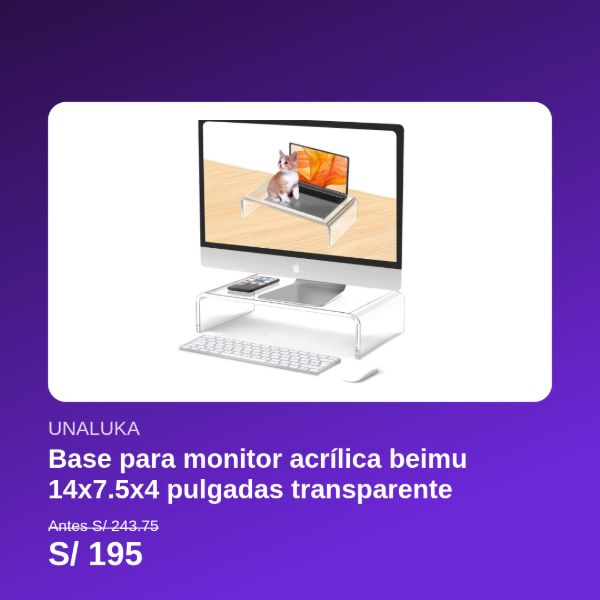 UNALUKA
Base para monitor acrílica beimu
14x7.5x4 pulgadas transparente
Antes S/ 243.75
S/ 195